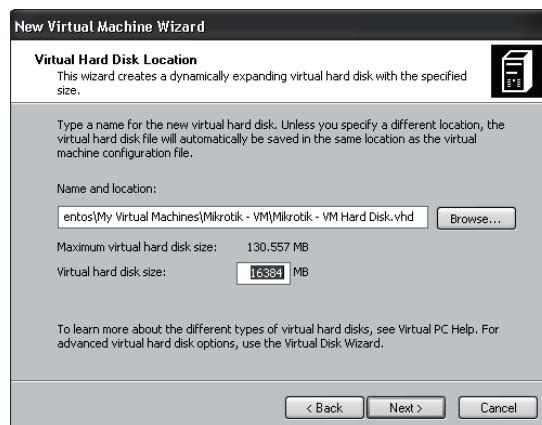 New Virtual Machine Wizard
Virtual Hard Disk Location
This wizard creates a dynamically expanding virtual hard disk with the specified
size.
Type a name for the new virtual hard disk. Unless you specify a different location, the
virtual hard disk file will automatically be saved in the same location as the virtual
machine configuration file.
Name and location:
entos\My Virtual Machines\Mikrotik - VM\Mikrotik - VM Hard Disk.vhd Browse...
Maximum virtual hard disk size: 130.557 MB
Virtual hard disk size: 16384 MB
To learn more about the different types of virtual hard disks, see Virtual PC Help. For
advanced virtual hard disk options, use the Virtual Disk Wizard.
< Back Next > Cancel